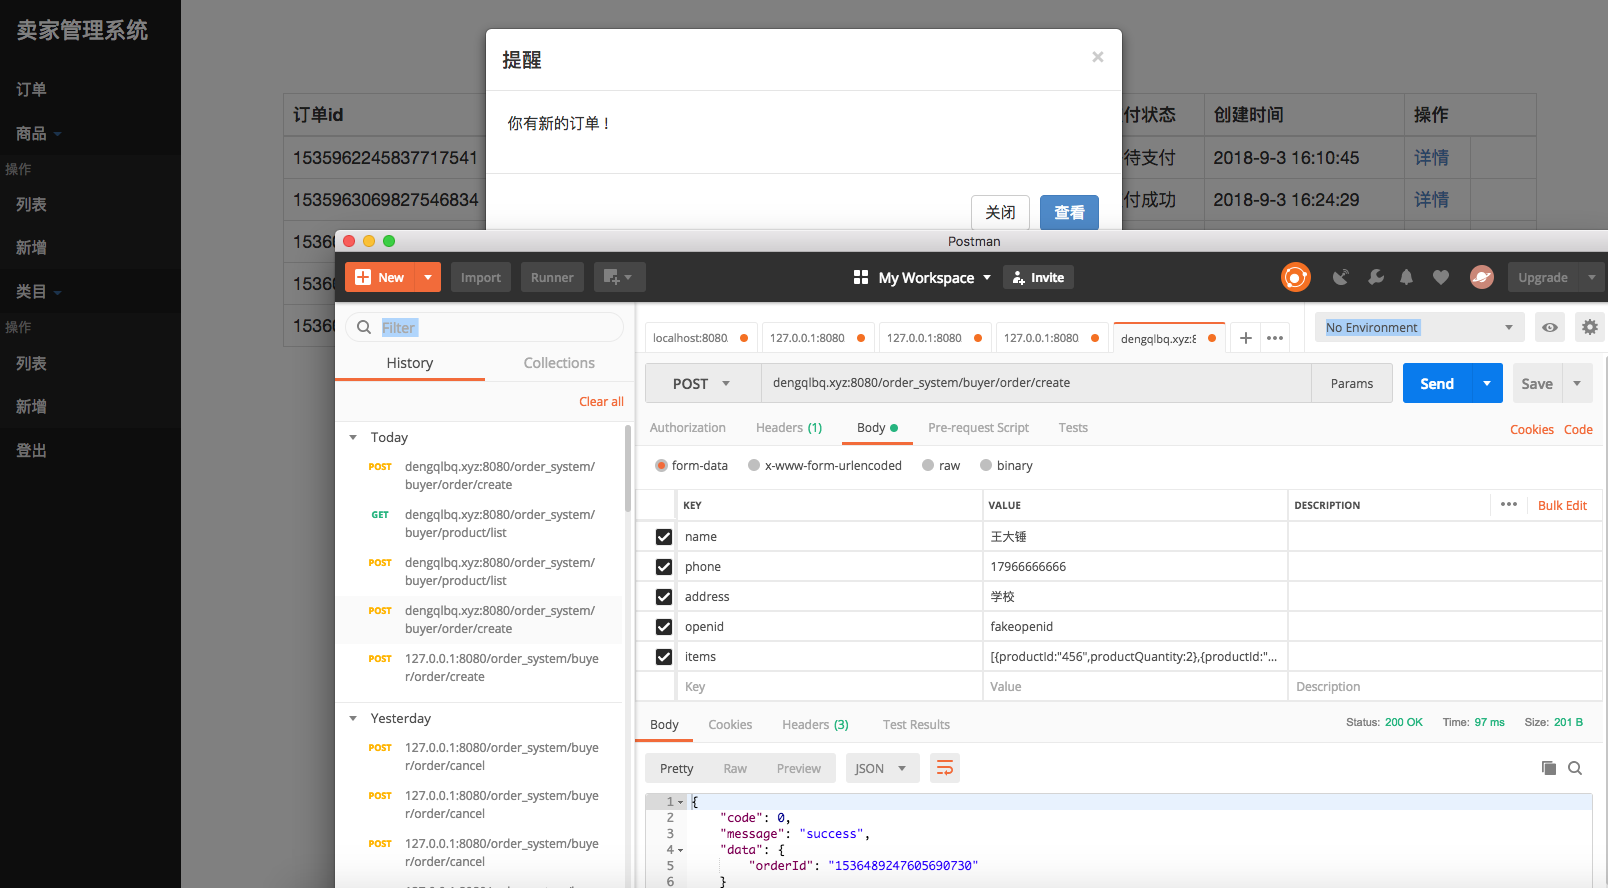 卖家管理系统
订单
商品
操作
列表
新增
类目
操作
列表
新增
登出
提醒
×
你有新的订单！
关闭 查看
订单id 付状态 创建时间 操作
1535962245837717541 待支付 2018-9-3 16:10:45 详情
1535963069827546834 付成功 2018-9-3 16:24:29 详情
Postman
New Import Runner My Workspace Invite Upgrade
Filter
History Collections
Clear all
Today
POST dengqlbq.xyz:8080/order_system/
buyer/order/create
GET dengqlbq.xyz:8080/order_system/
buyer/product/list
POST dengqlbq.xyz:8080/order_system/
buyer/product/list
POST dengqlbq.xyz:8080/order_system/
buyer/order/create
POST 127.0.0.1:8080/order_system/buye
r/order/create
Yesterday
POST 127.0.0.1:8080/order_system/buye
r/order/cancel
POST 127.0.0.1:8080/order_system/buye
r/order/cancel
POST 127.0.0.1:8080/order_system/buye
r/order/cancel
localhost:8080 127.0.0.1:8080 127.0.0.1:8080 127.0.0.1:8080 dengqlbq.xyz:8 + ••• No Environment
POST dengqlbq.xyz:8080/order_system/buyer/order/create Params Send Save
Authorization Headers (1) Body Pre-request Script Tests Cookies Code
form-data x-www-form-urlencoded raw binary
KEY VALUE DESCRIPTION ••• Bulk Edit
name 王大锤
phone 17966666666
address 学校
openid fakeopenid
items [{productId:"456",productQuantity:2},{productId:"...
Key Value Description
Body Cookies Headers (3) Test Results Status: 200 OK Time: 97 ms Size: 201 B
Pretty Raw Preview JSON
1 {
2 "code": 0,
3 "message": "success",
4 "data": {
5 "orderId": "1536489247605690730"
6 }